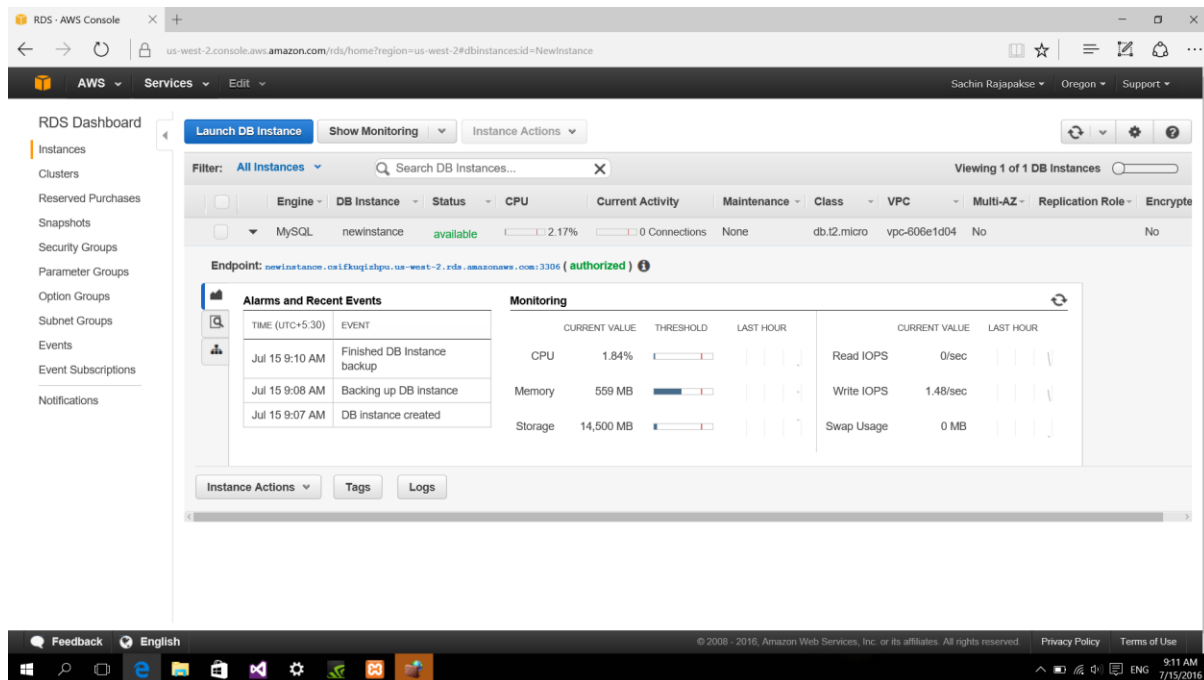 RDS · AWS Console
us-west-2.console.aws.amazon.com/rds/home?region=us-west-2#dbinstances:id=NewInstance
AWS Services Edit Sachin Rajapakse Oregon Support
RDS Dashboard
Instances
Clusters
Reserved Purchases
Snapshots
Security Groups
Parameter Groups
Option Groups
Subnet Groups
Events
Event Subscriptions
Notifications
Launch DB Instance Show Monitoring Instance Actions
Filter: All Instances Search DB Instances... Viewing 1 of 1 DB Instances
Engine DB Instance Status CPU Current Activity Maintenance Class VPC Multi-AZ Replication Role Encrypte
MySQL newinstance available 2.17% 0 Connections None db.t2.micro vpc-606e1d04 No No
Endpoint: newinstance.csifkuqizhpu.us-west-2.rds.amazonaws.com:3306 ( authorized )
Alarms and Recent Events
TIME (UTC+5:30) EVENT
Jul 15 9:10 AM Finished DB Instance backup
Jul 15 9:08 AM Backing up DB instance
Jul 15 9:07 AM DB instance created
Monitoring
CURRENT VALUE THRESHOLD LAST HOUR CURRENT VALUE LAST HOUR
CPU 1.84% Read IOPS 0/sec
Memory 559 MB Write IOPS 1.48/sec
Storage 14,500 MB Swap Usage 0 MB
Instance Actions Tags Logs
Feedback English © 2008 - 2016, Amazon Web Services, Inc. or its affiliates. All rights reserved. Privacy Policy Terms of Use
ENG 9:11 AM
7/15/2016